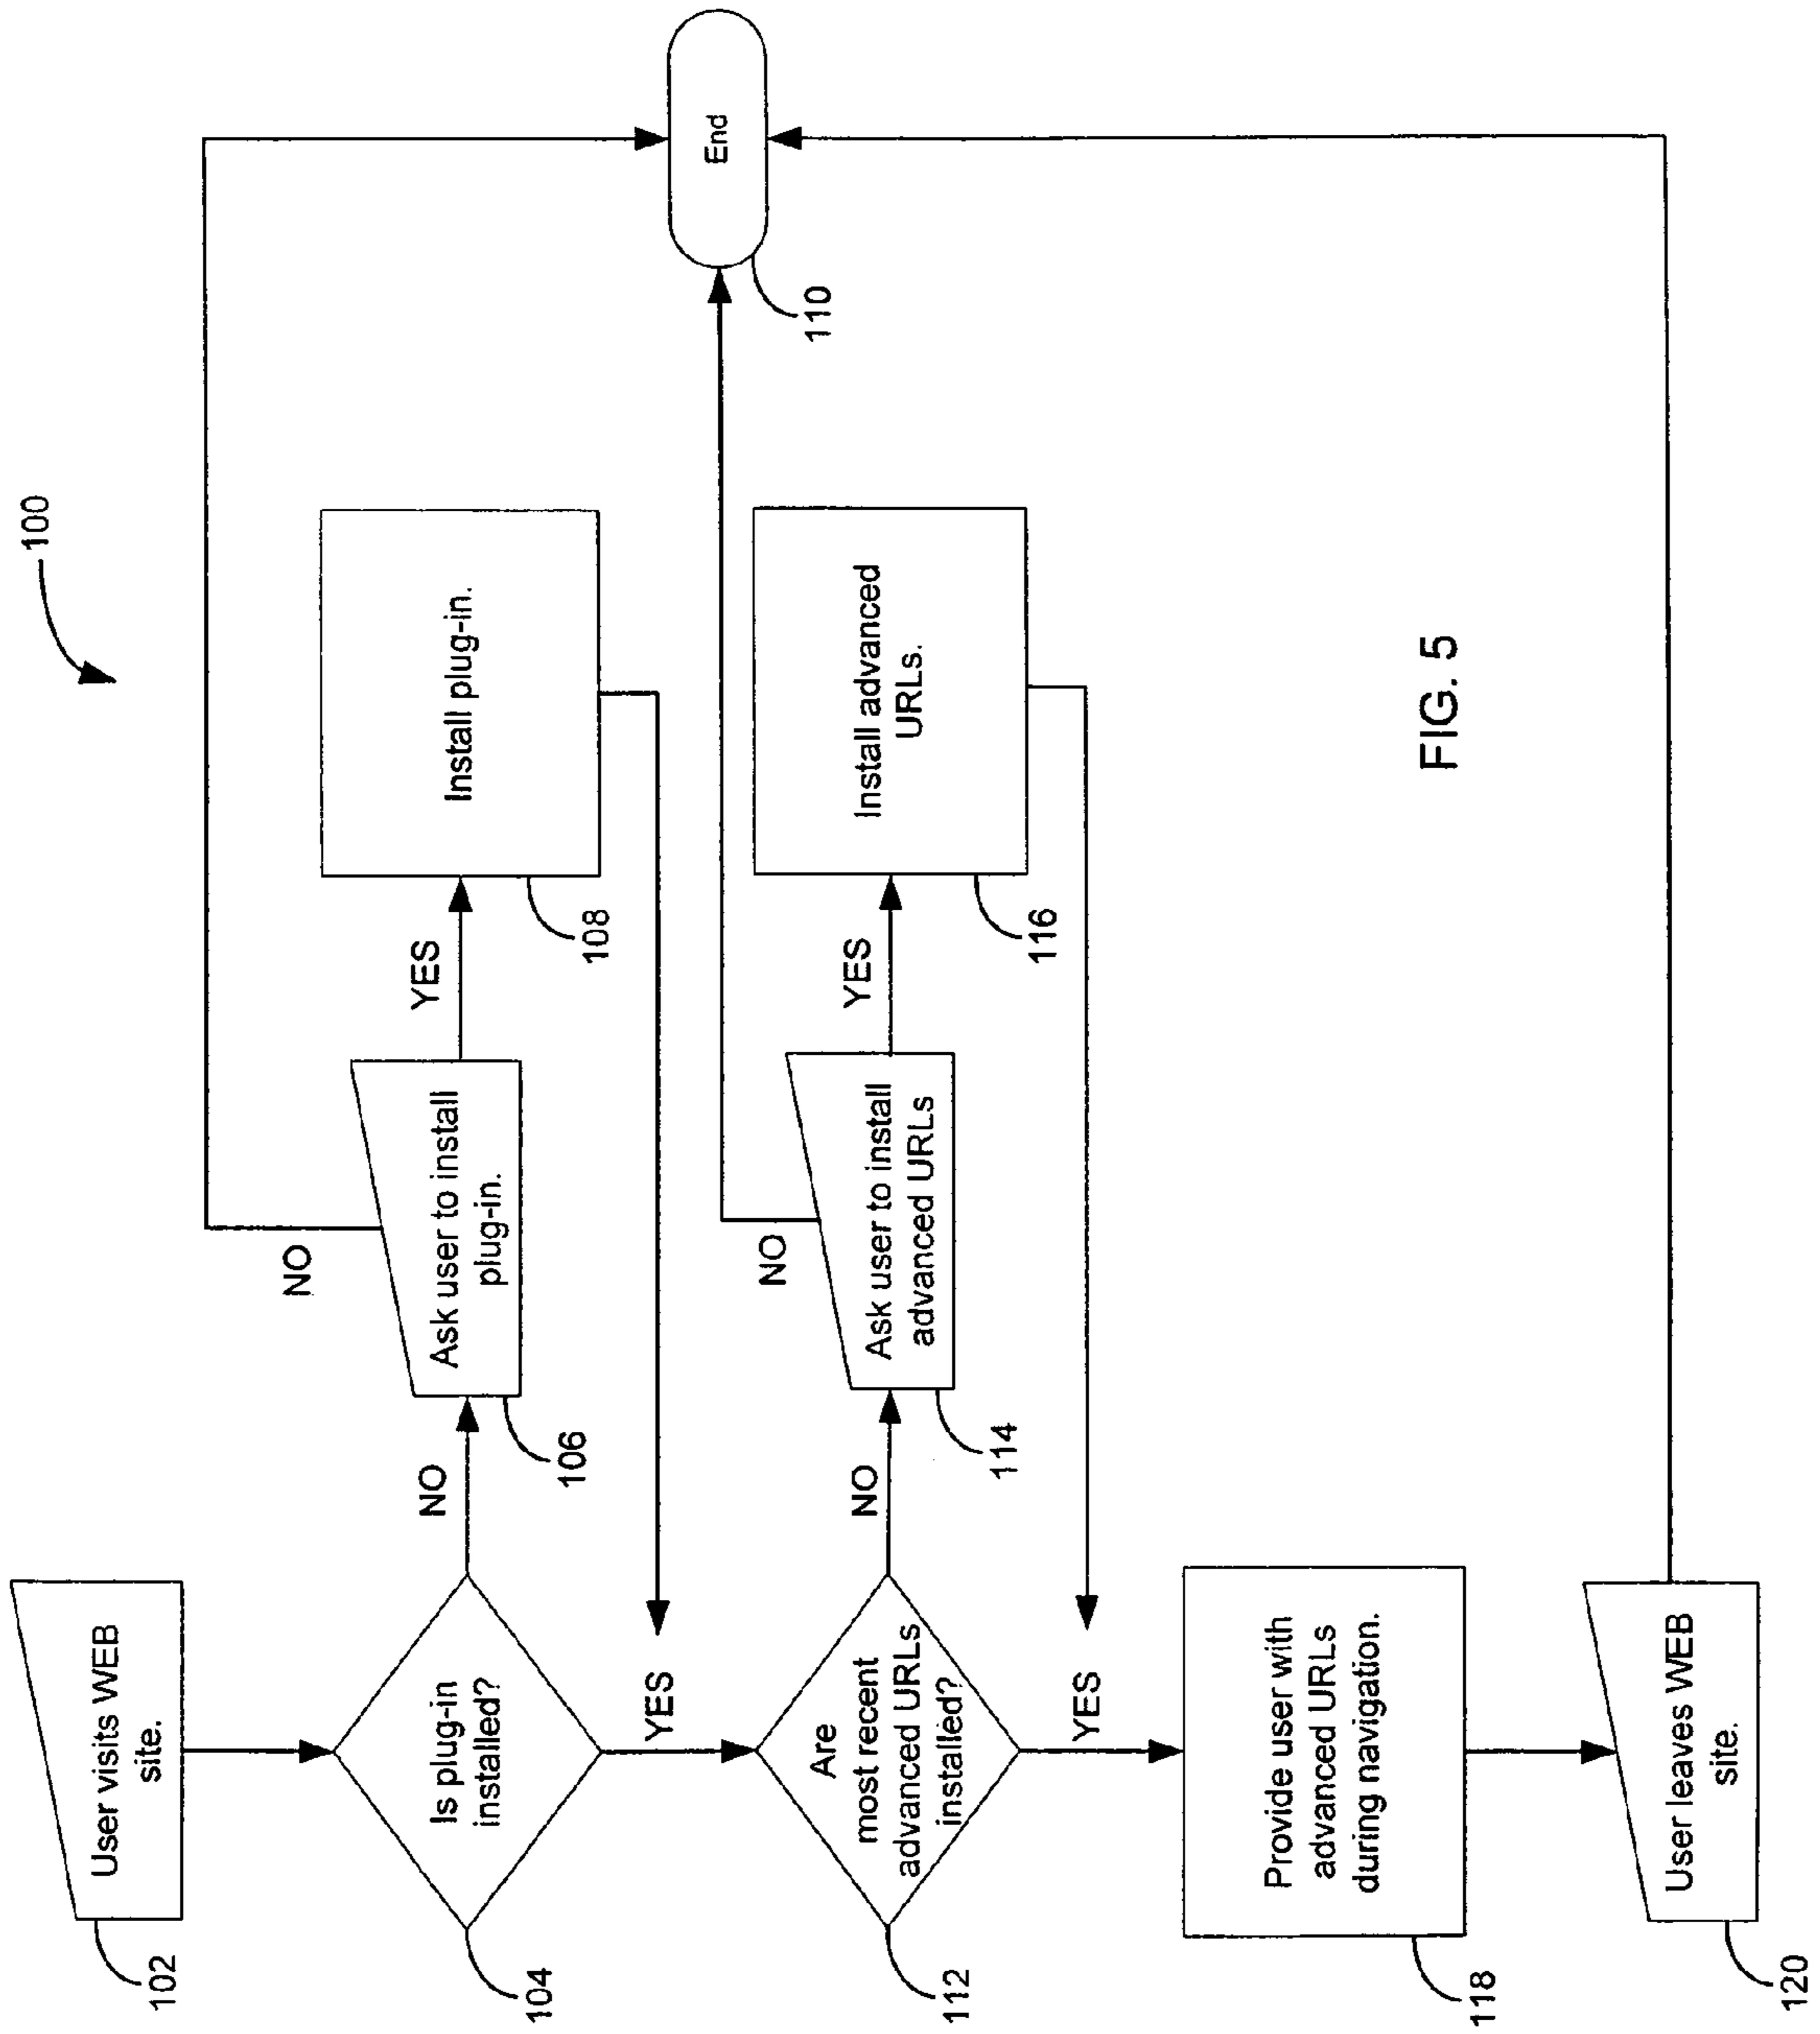 100
User visits WEB
site.
102
Is plug-in
installed?
104
NO
Ask user to install
plug-in.
106
NO
YES
Install plug-in.
108
YES
End
110
Are
most recent
advanced URLs
installed?
112
NO
Ask user to install
advanced URLs
114
NO
YES
Install advanced
URLs.
116
YES
Provide user with
advanced URLs
during navigation.
118
User leaves WEB
site.
120
FIG. 5